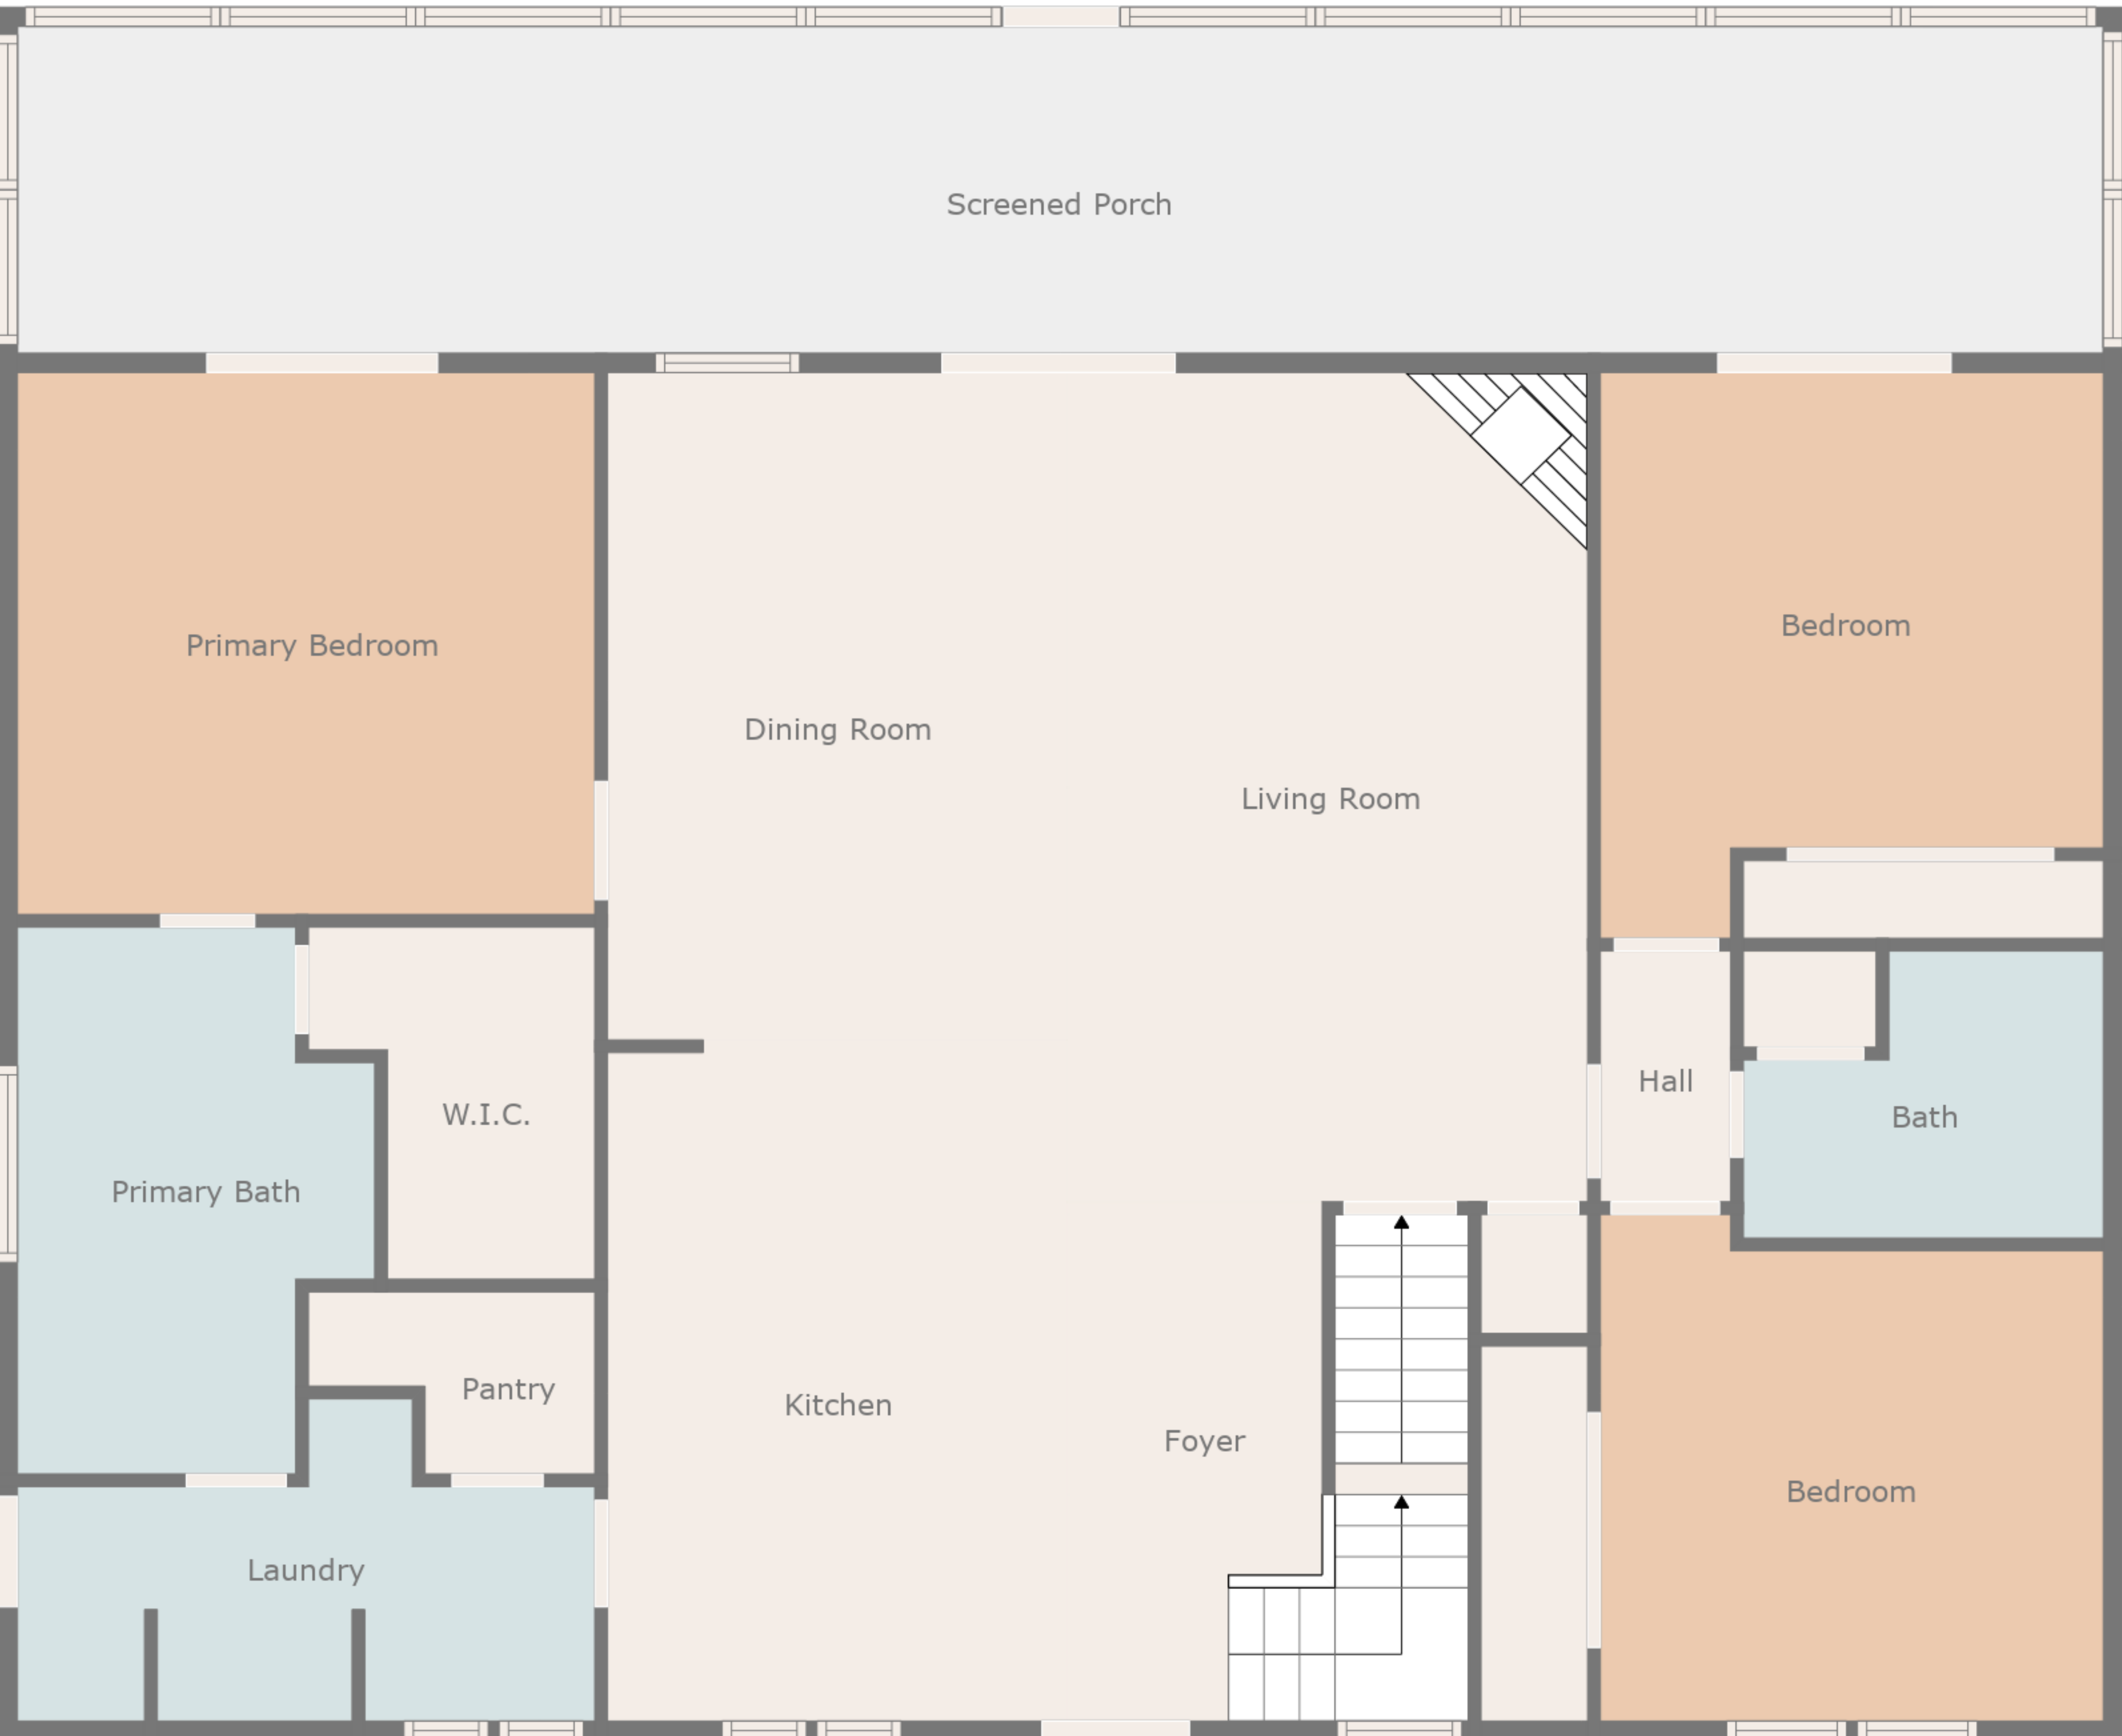 Screened Porch
Primary Bedroom
Bedroom
Dining Room
Living Room
Hall
W.I.C.
Bath
Primary Bath
Pantry
Kitchen
Foyer
Bedroom
Laundry